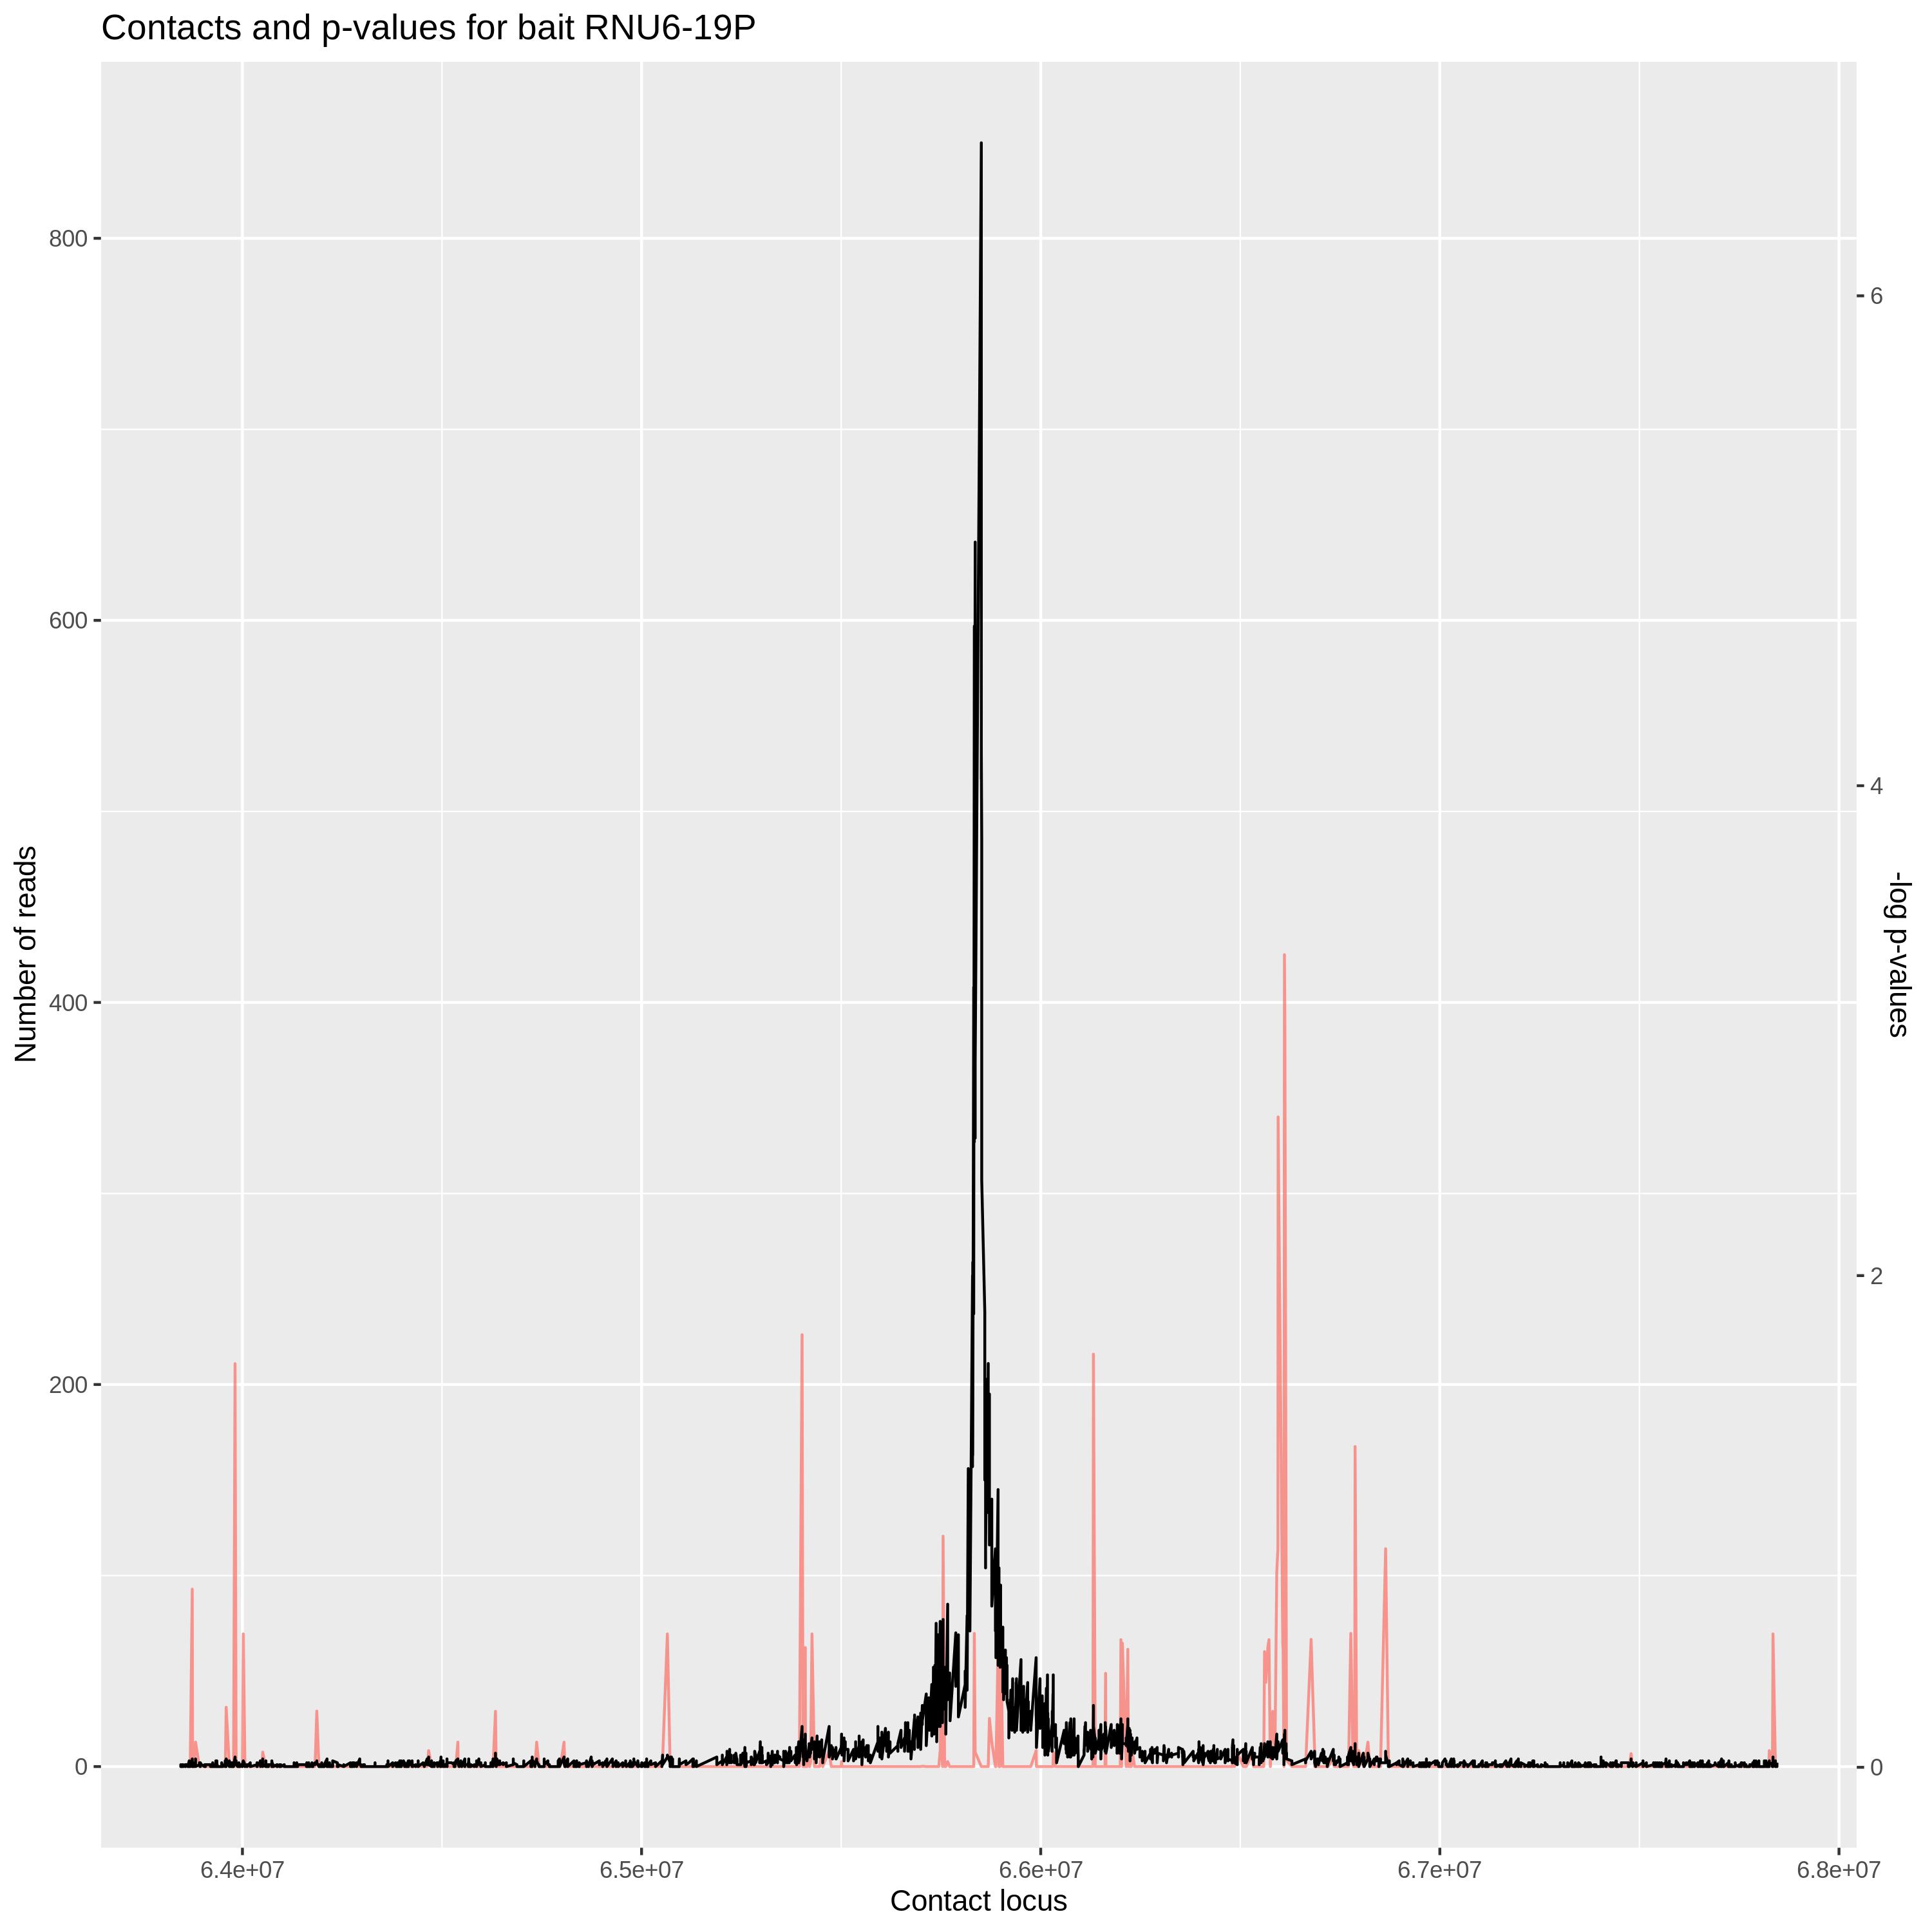 Contacts and p-values for bait RNU6-19P
800
600
400
200
0
Number of reads
6
4
2
0
-log p-values
6.4e+07
6.5e+07
6.6e+07
6.7e+07
6.8e+07
Contact locus